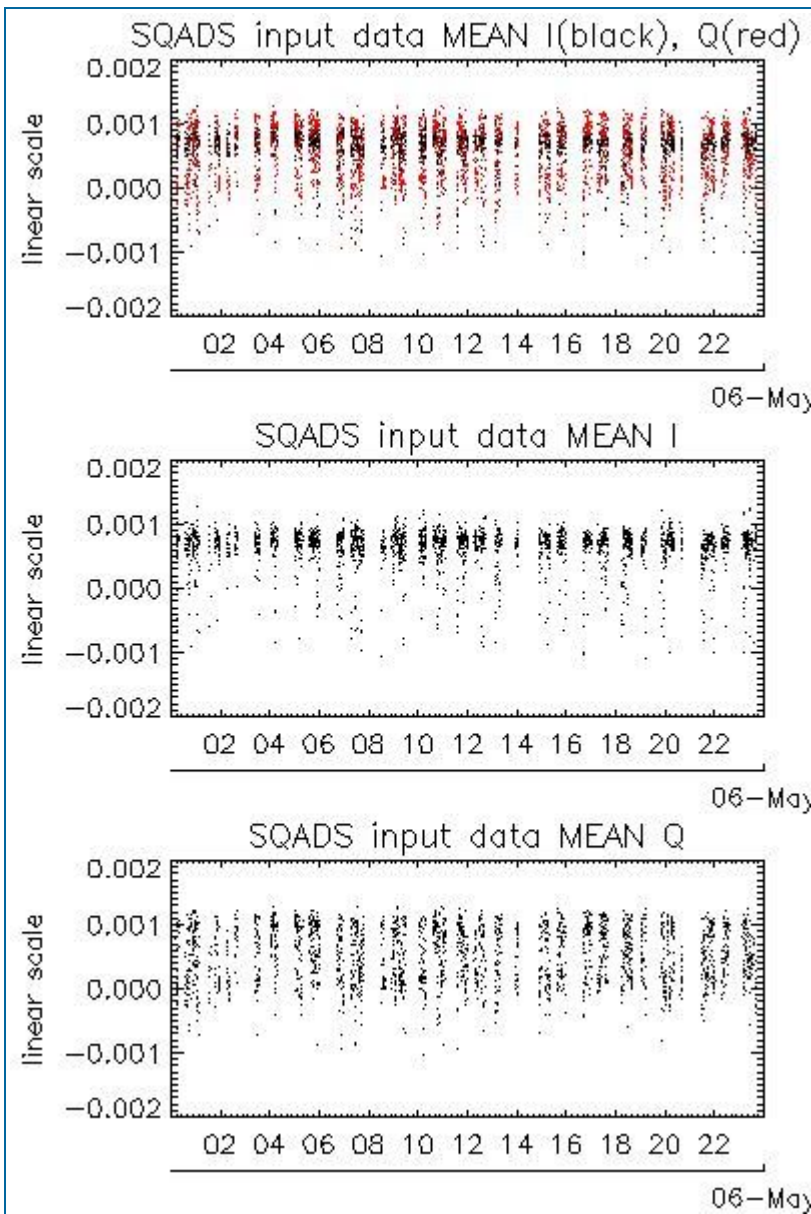 SQADS input data MEAN I(black), Q(red)
0.002
0.001
0.000
-0.001
-0.002
linear scale
02 04 06 08 10 12 14 16 18 20 22
06-May
SQADS input data MEAN I
0.002
0.001
0.000
-0.001
-0.002
linear scale
02 04 06 08 10 12 14 16 18 20 22
06-May
SQADS input data MEAN Q
0.002
0.001
0.000
-0.001
-0.002
linear scale
02 04 06 08 10 12 14 16 18 20 22
06-May